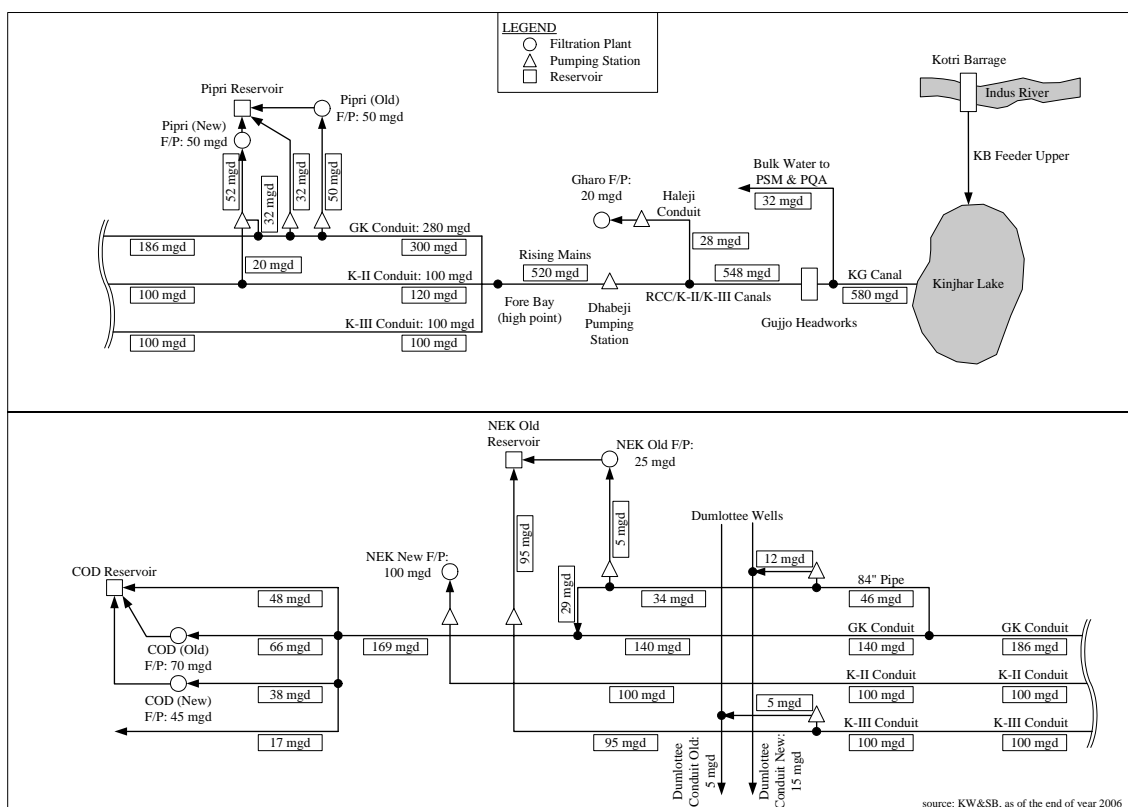 LEGEND
Filtration Plant
Pumping Station
Reservoir
Kotri Barrage
Indus River
KB Feeder Upper
Kinjhar Lake
Pipri Reservoir
Pipri (Old)
F/P: 50 mgd
Pipri (New)
F/P: 50 mgd
52 mgd
32 mgd
32 mgd
50 mgd
Bulk Water to
PSM & PQA
32 mgd
Gharo F/P:
20 mgd
Haleji
Conduit
28 mgd
GK Conduit: 280 mgd
186 mgd
300 mgd
20 mgd
Rising Mains
520 mgd
548 mgd
K-II Conduit: 100 mgd
KG Canal
100 mgd
120 mgd
580 mgd
Fore Bay
(high point)
Dhabeji
Pumping
Station
RCC/K-II/K-III Canals
Gujjo Headworks
K-III Conduit: 100 mgd
100 mgd
100 mgd
NEK Old
Reservoir
NEK Old F/P:
25 mgd
95 mgd
5 mgd
Dumlottee Wells
NEK New F/P:
100 mgd
12 mgd
COD Reservoir
84" Pipe
48 mgd
29 mgd
34 mgd
46 mgd
GK Conduit
GK Conduit
66 mgd
169 mgd
140 mgd
140 mgd
186 mgd
COD (Old)
F/P: 70 mgd
K-II Conduit
K-II Conduit
38 mgd
100 mgd
100 mgd
100 mgd
COD (New)
F/P: 45 mgd
5 mgd
K-III Conduit
K-III Conduit
17 mgd
95 mgd
100 mgd
100 mgd
Dumlottee
Conduit Old:
5 mgd
Dumlottee
Conduit New:
15 mgd
source: KW&SB, as of the end of year 2006